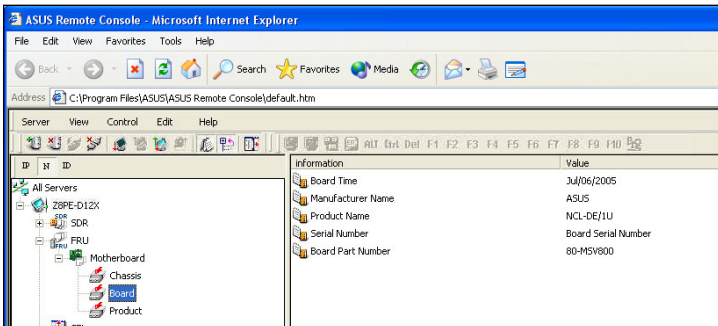 ASUS Remote Console - Microsoft Internet Explorer
File Edit View Favorites Tools Help
Back Search Favorites Media
Address C:\Program Files\ASUS\ASUS Remote Console\default.htm
Server View Control Edit Help
ALT Ctrl Del F1 F2 F3 F4 F5 F6 F7 F8 F9 F10
IP N ID
information Value
All Servers
Z8PE-D12X
SDR SDR
FRU FRU
Motherboard
Chassis
Board
Product
Board Time Jul/06/2005
Manufacturer Name ASUS
Product Name NCL-DE/1U
Serial Number Board Serial Number
Board Part Number 80-MSV800